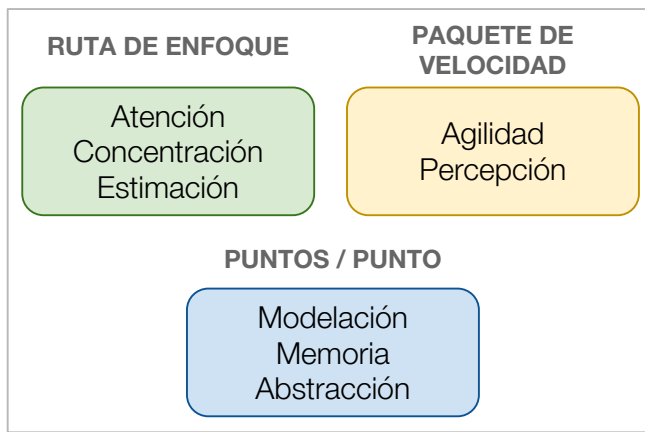 RUTA DE ENFOQUE
Atención
Concentración
Estimación
PAQUETE DE
VELOCIDAD
Agilidad
Percepción
PUNTOS / PUNTO
Modelación
Memoria
Abstracción